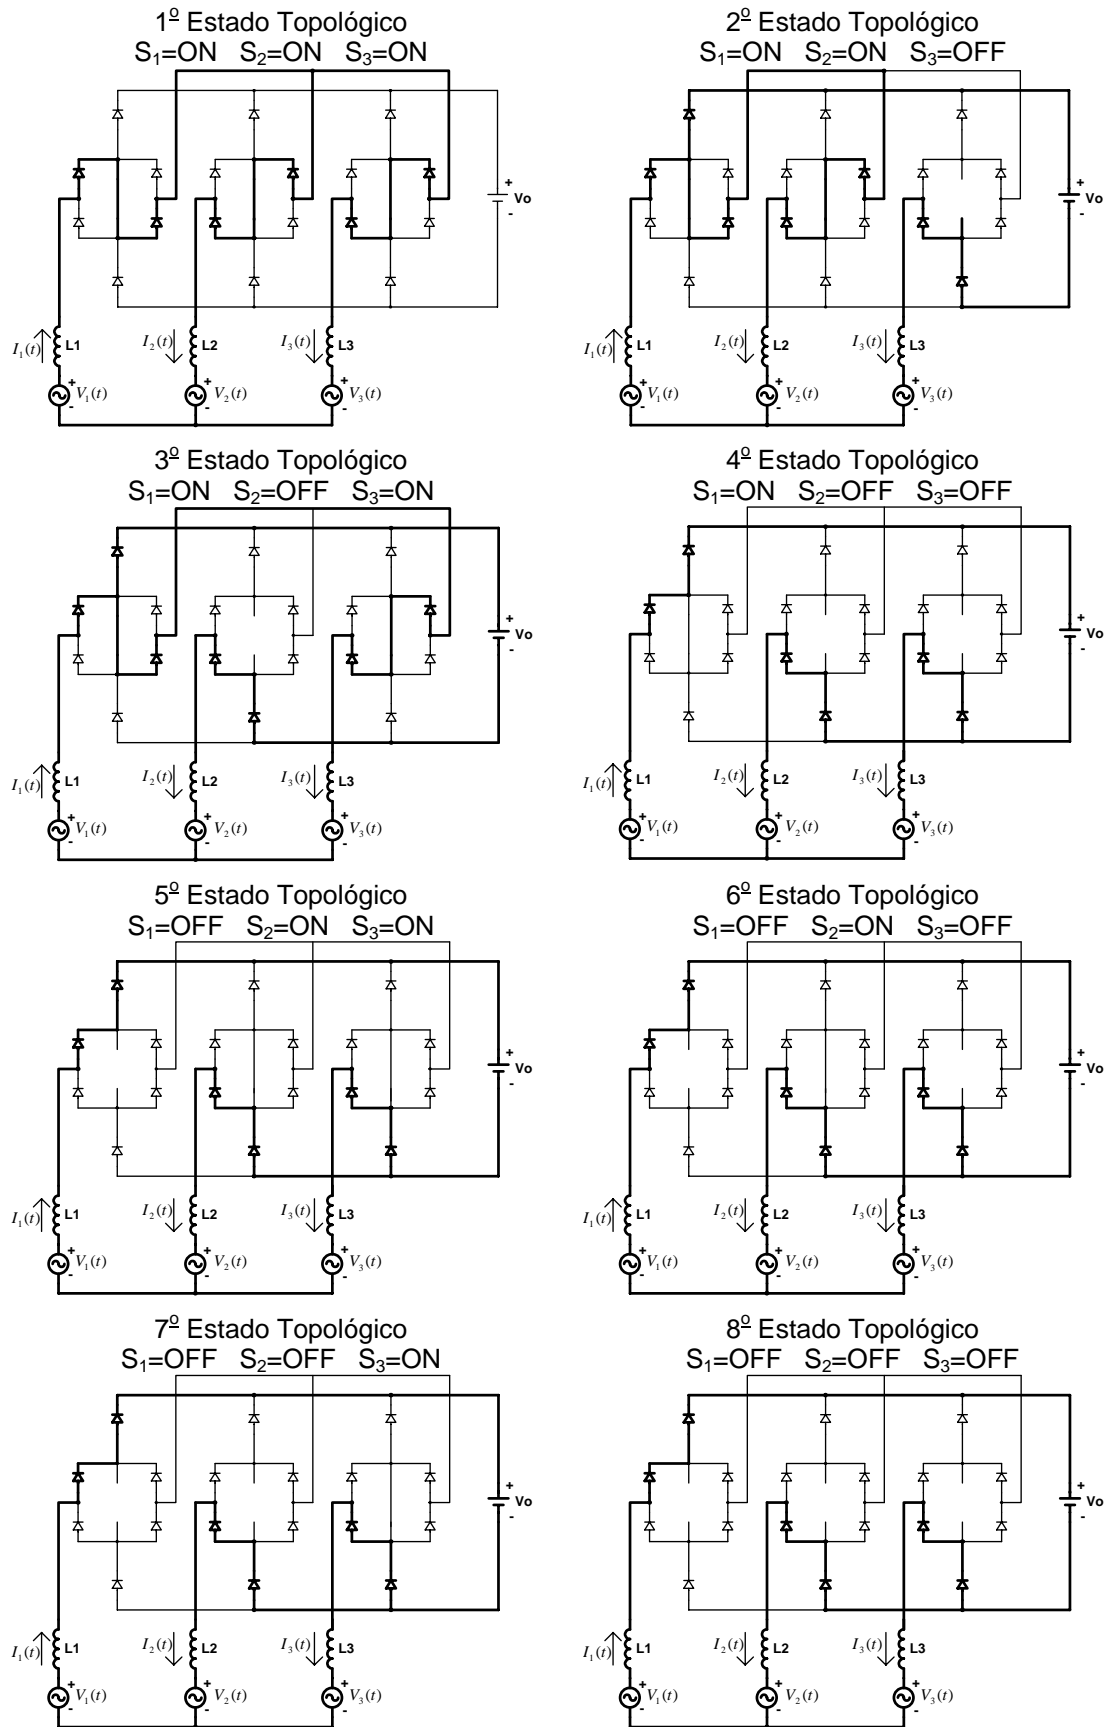 1º Estado Topológico
S₁=ON S₂=ON S₃=ON
+
Vo
-
I₁(t) L1 I₂(t) L2 I₃(t) L3
+ V₁(t) - + V₂(t) - + V₃(t) -
2º Estado Topológico
S₁=ON S₂=ON S₃=OFF
+
Vo
-
I₁(t) L1 I₂(t) L2 I₃(t) L3
+ V₁(t) - + V₂(t) - + V₃(t) -
3º Estado Topológico
S₁=ON S₂=OFF S₃=ON
+
Vo
-
I₁(t) L1 I₂(t) L2 I₃(t) L3
+ V₁(t) - + V₂(t) - + V₃(t) -
4º Estado Topológico
S₁=ON S₂=OFF S₃=OFF
+
Vo
-
I₁(t) L1 I₂(t) L2 I₃(t) L3
+ V₁(t) - + V₂(t) - + V₃(t) -
5º Estado Topológico
S₁=OFF S₂=ON S₃=ON
+
Vo
-
I₁(t) L1 I₂(t) L2 I₃(t) L3
+ V₁(t) - + V₂(t) - + V₃(t) -
6º Estado Topológico
S₁=OFF S₂=ON S₃=OFF
+
Vo
-
I₁(t) L1 I₂(t) L2 I₃(t) L3
+ V₁(t) - + V₂(t) - + V₃(t) -
7º Estado Topológico
S₁=OFF S₂=OFF S₃=ON
+
Vo
-
I₁(t) L1 I₂(t) L2 I₃(t) L3
+ V₁(t) - + V₂(t) - + V₃(t) -
8º Estado Topológico
S₁=OFF S₂=OFF S₃=OFF
+
Vo
-
I₁(t) L1 I₂(t) L2 I₃(t) L3
+ V₁(t) - + V₂(t) - + V₃(t) -